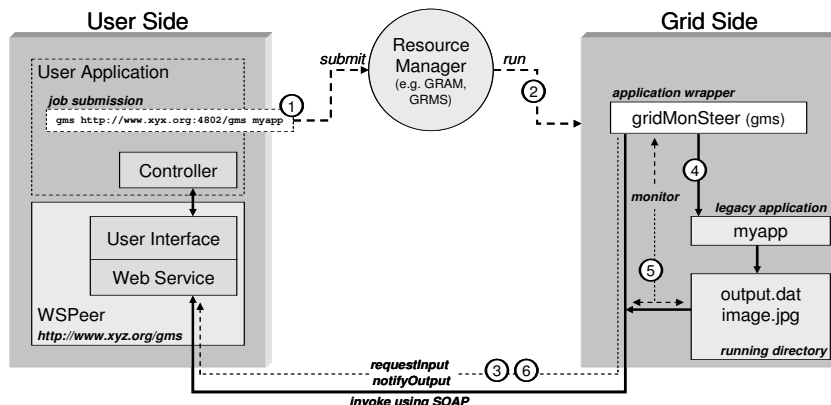 User Side
Grid Side
User Application
job submission
gms http://www.xyx.org:4802/gms myapp
1
submit
Resource
Manager
(e.g. GRAM,
GRMS)
run
2
application wrapper
gridMonSteer (gms)
Controller
4
monitor
legacy application
myapp
User Interface
Web Service
5
output.dat
image.jpg
running directory
WSPeer
http://www.xyz.org/gms
requestInput
notifyOutput
3
6
invoke using SOAP